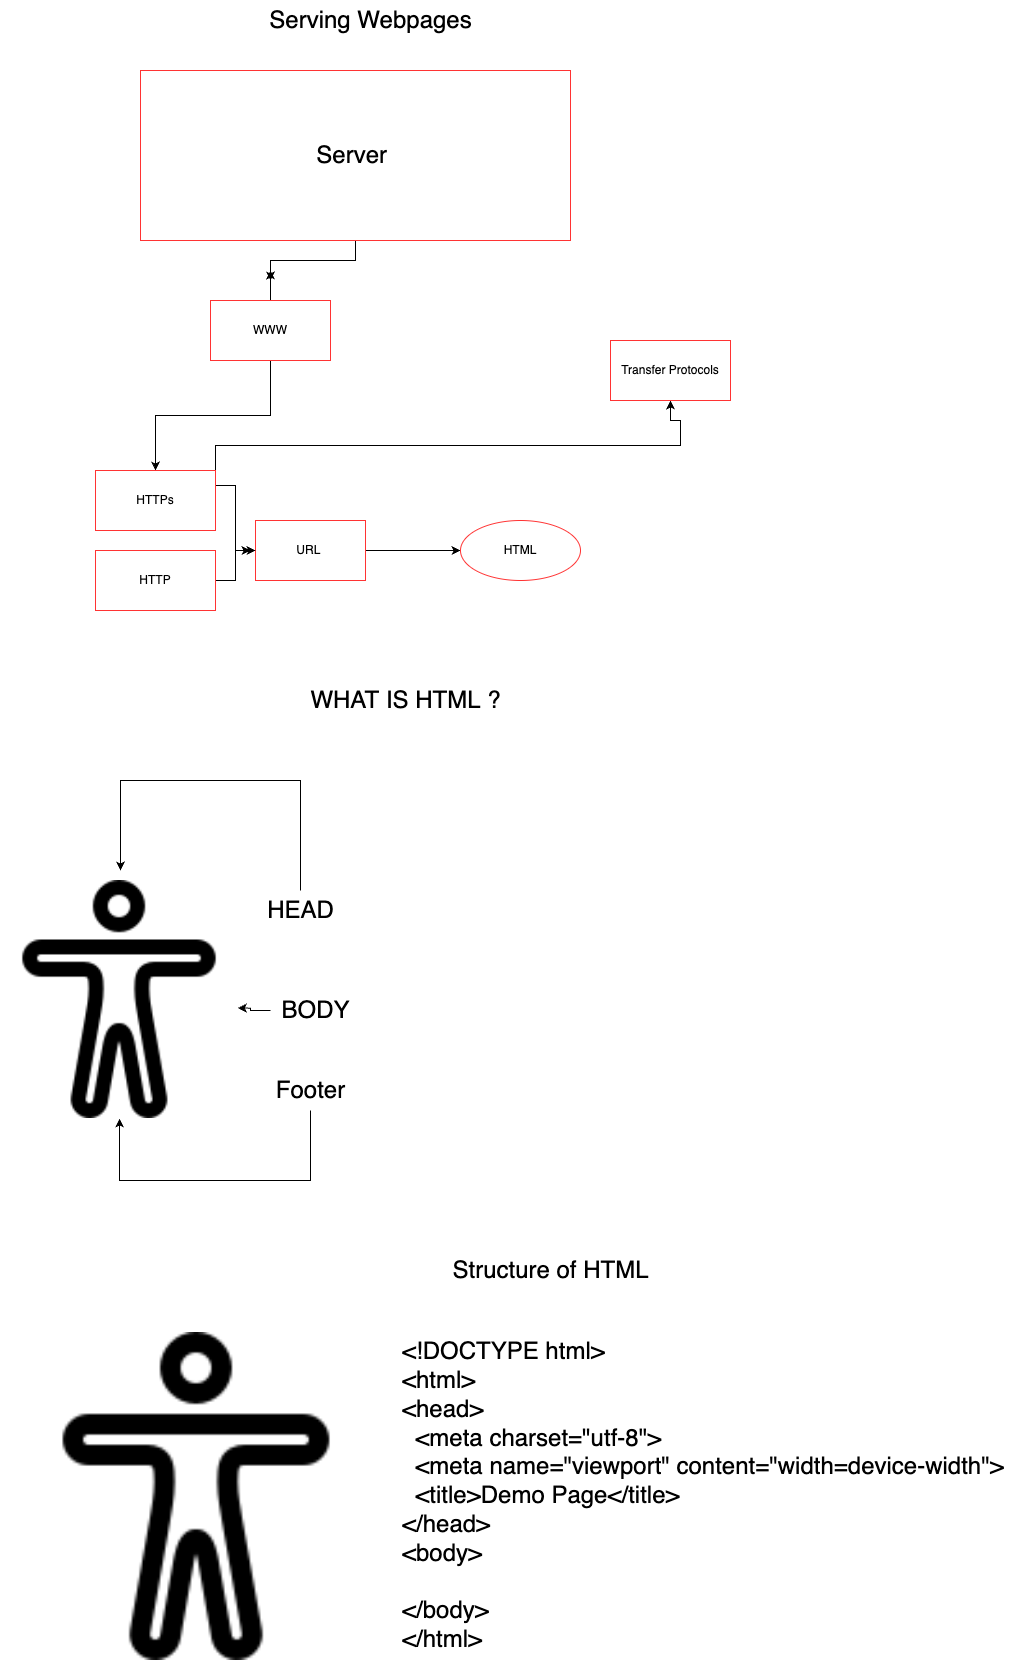 Serving Webpages
Server
WWW
Transfer Protocols
HTTPs
HTTP
URL
HTML
WHAT IS HTML ?
HEAD
BODY
Footer
Structure of HTML
<!DOCTYPE html>
<html>
<head>
  <meta charset="utf-8">
  <meta name="viewport" content="width=device-width">
  <title>Demo Page</title>
</head>
<body>

</body>
</html>